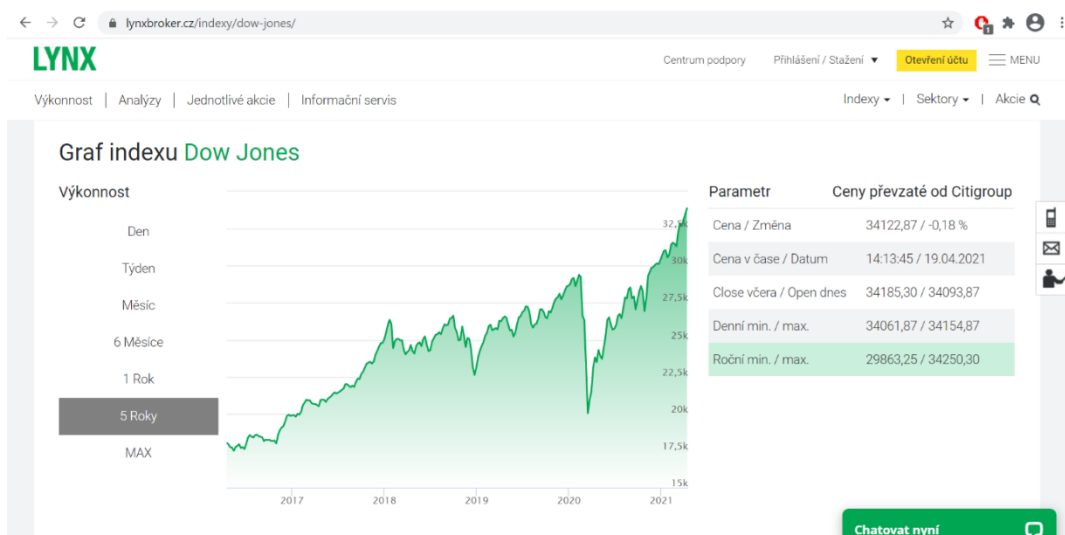 lynxbroker.cz/indexy/dow-jones/
1
LYNX
Centrum podpory Přihlášení / Stažení Otevření účtu MENU
Výkonnost | Analýzy | Jednotlivé akcie | Informační servis
Indexy | Sektory | Akcie
Graf indexu Dow Jones
Výkonnost
Den
Týden
Měsíc
6 Měsíce
1 Rok
5 Roky
MAX
32,5k
30k
27,5k
25k
22,5k
20k
17,5k
15k
2017 2018 2019 2020 2021
Parametr Ceny převzaté od Citigroup
Cena / Změna 34122,87 / -0,18 %
Cena v čase / Datum 14:13:45 / 19.04.2021
Close včera / Open dnes 34185,30 / 34093,87
Denní min. / max. 34061,87 / 34154,87
Roční min. / max. 29863,25 / 34250,30
Chatovat nyní